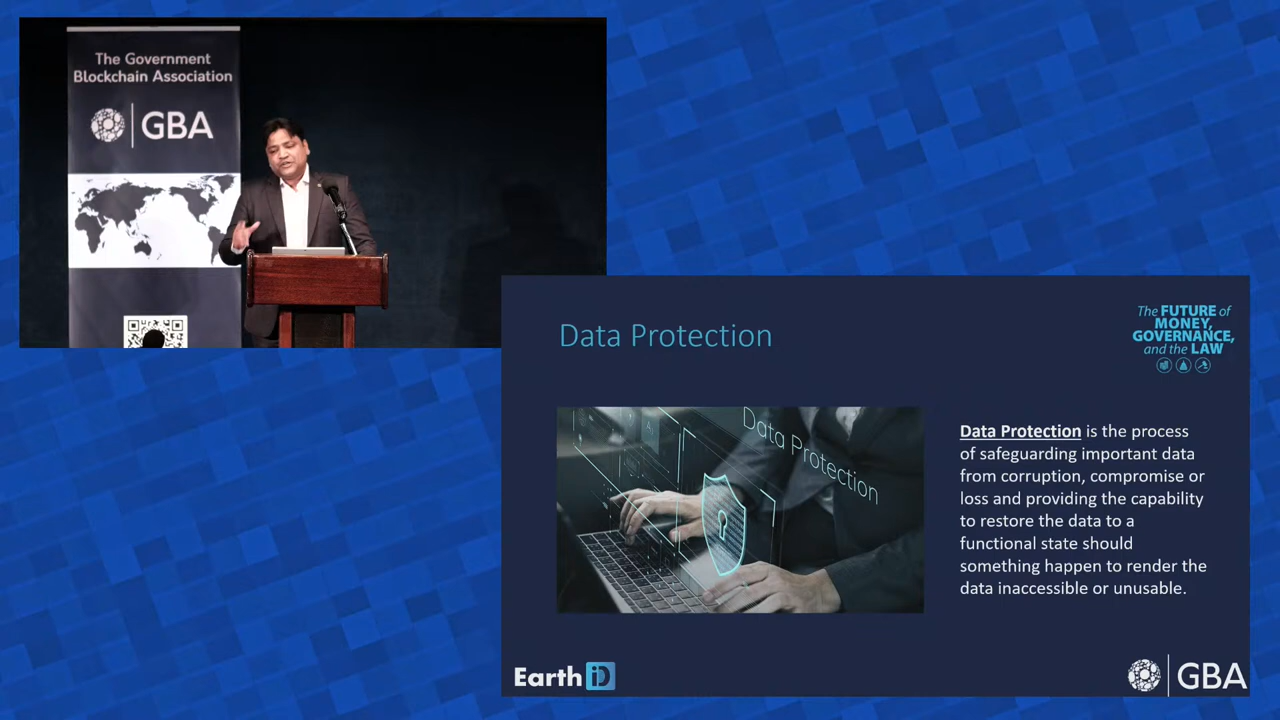 The Government
Blockchain Association
GBA
Data Protection
The FUTURE of
MONEY,
GOVERNANCE,
and the LAW
Data Protection
Data Protection is the process
of safeguarding important data
from corruption, compromise or
loss and providing the capability
to restore the data to a
functional state should
something happen to render the
data inaccessible or unusable.
Earth iD
GBA